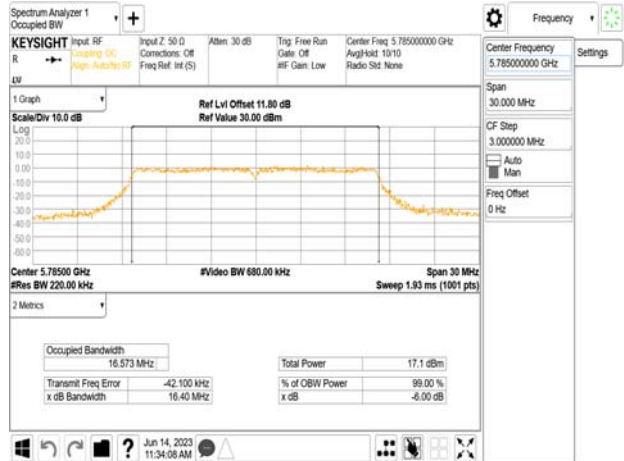 Spectrum Analyzer 1
Occupied BW
Frequency
KEYSIGHT
R
Input: RF
Coupling: DC
Align: Auto/No RF
Input Z: 50 Ω
Corrections: Off
Freq Ref: Int (S)
Atten: 30 dB
Trig: Free Run
Gate: Off
#IF Gain: Low
Center Freq: 5.785000000 GHz
Avg|Hold: 10/10
Radio Std: None
Center Frequency
5.785000000 GHz
Settings
Span
30.000 MHz
CF Step
3.000000 MHz
Auto
Man
Freq Offset
0 Hz
1 Graph
Scale/Div 10.0 dB
Ref Lvl Offset 11.80 dB
Ref Value 30.00 dBm
Log
20.0
10.0
0.00
-10.0
-20.0
-30.0
-40.0
-50.0
-60.0
Center 5.78500 GHz
#Res BW 220.00 kHz
#Video BW 680.00 kHz
Span 30 MHz
Sweep 1.93 ms (1001 pts)
2 Metrics
Occupied Bandwidth
16.573 MHz
Total Power 17.1 dBm
Transmit Freq Error -42.100 kHz
% of OBW Power 99.00 %
x dB Bandwidth 16.40 MHz
x dB -6.00 dB
?
Jun 14, 2023
11:34:08 AM